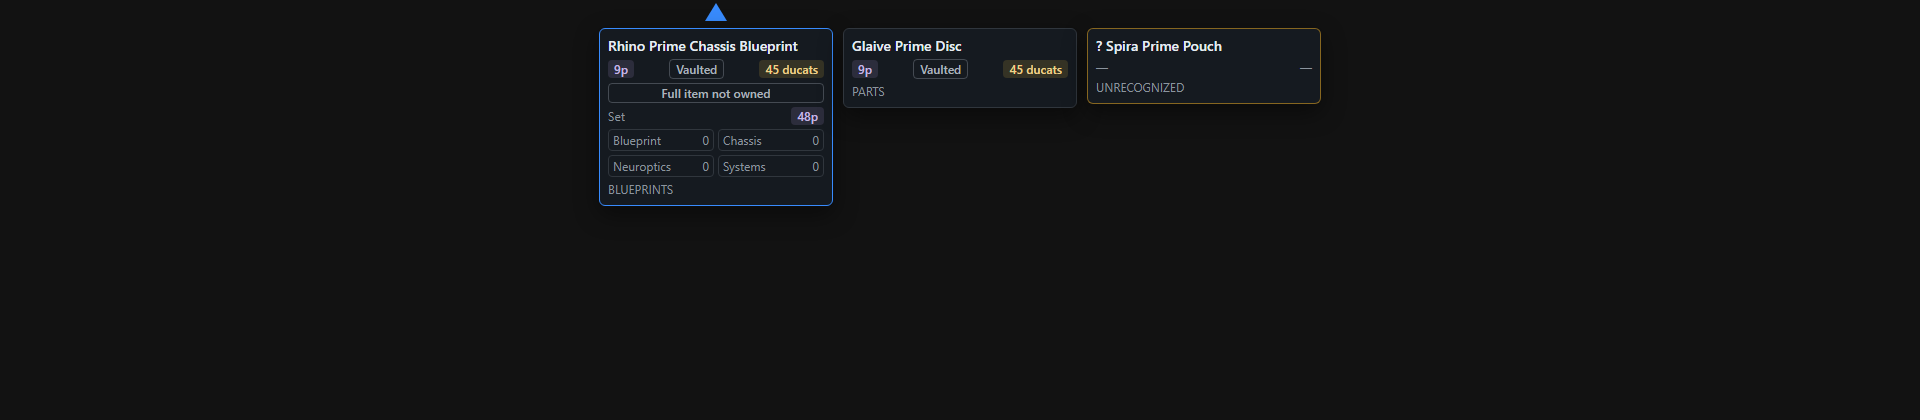 Rhino Prime Chassis Blueprint
9p Vaulted 45 ducats
Full item not owned
Set 48p
Blueprint 0 Chassis 0
Neuroptics 0 Systems 0
BLUEPRINTS
Glaive Prime Disc
9p Vaulted 45 ducats
PARTS
? Spira Prime Pouch
— —
UNRECOGNIZED